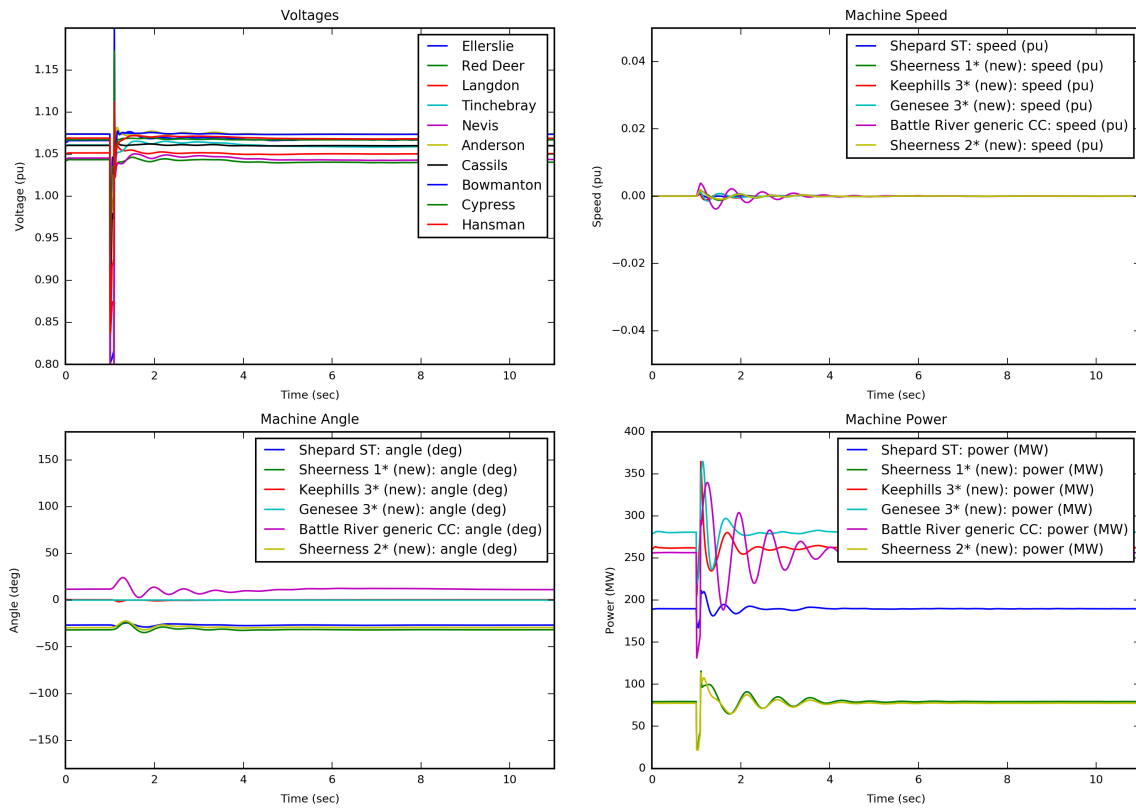 Voltages
1.15
1.10
1.05
1.00
0.95
0.90
0.85
0.80
Voltage (pu)
0
2
4
6
8
10
Time (sec)
Ellerslie
Red Deer
Langdon
Tinchebray
Nevis
Anderson
Cassils
Bowmanton
Cypress
Hansman
Machine Speed
0.04
0.02
0.00
−0.02
−0.04
Speed (pu)
0
2
4
6
8
10
Time (sec)
Shepard ST: speed (pu)
Sheerness 1* (new): speed (pu)
Keephills 3* (new): speed (pu)
Genesee 3* (new): speed (pu)
Battle River generic CC: speed (pu)
Sheerness 2* (new): speed (pu)
Machine Angle
150
100
50
0
−50
−100
−150
Angle (deg)
0
2
4
6
8
10
Time (sec)
Shepard ST: angle (deg)
Sheerness 1* (new): angle (deg)
Keephills 3* (new): angle (deg)
Genesee 3* (new): angle (deg)
Battle River generic CC: angle (deg)
Sheerness 2* (new): angle (deg)
Machine Power
400
350
300
250
200
150
100
50
0
Power (MW)
0
2
4
6
8
10
Time (sec)
Shepard ST: power (MW)
Sheerness 1* (new): power (MW)
Keephills 3* (new): power (MW)
Genesee 3* (new): power (MW)
Battle River generic CC: power (MW)
Sheerness 2* (new): power (MW)